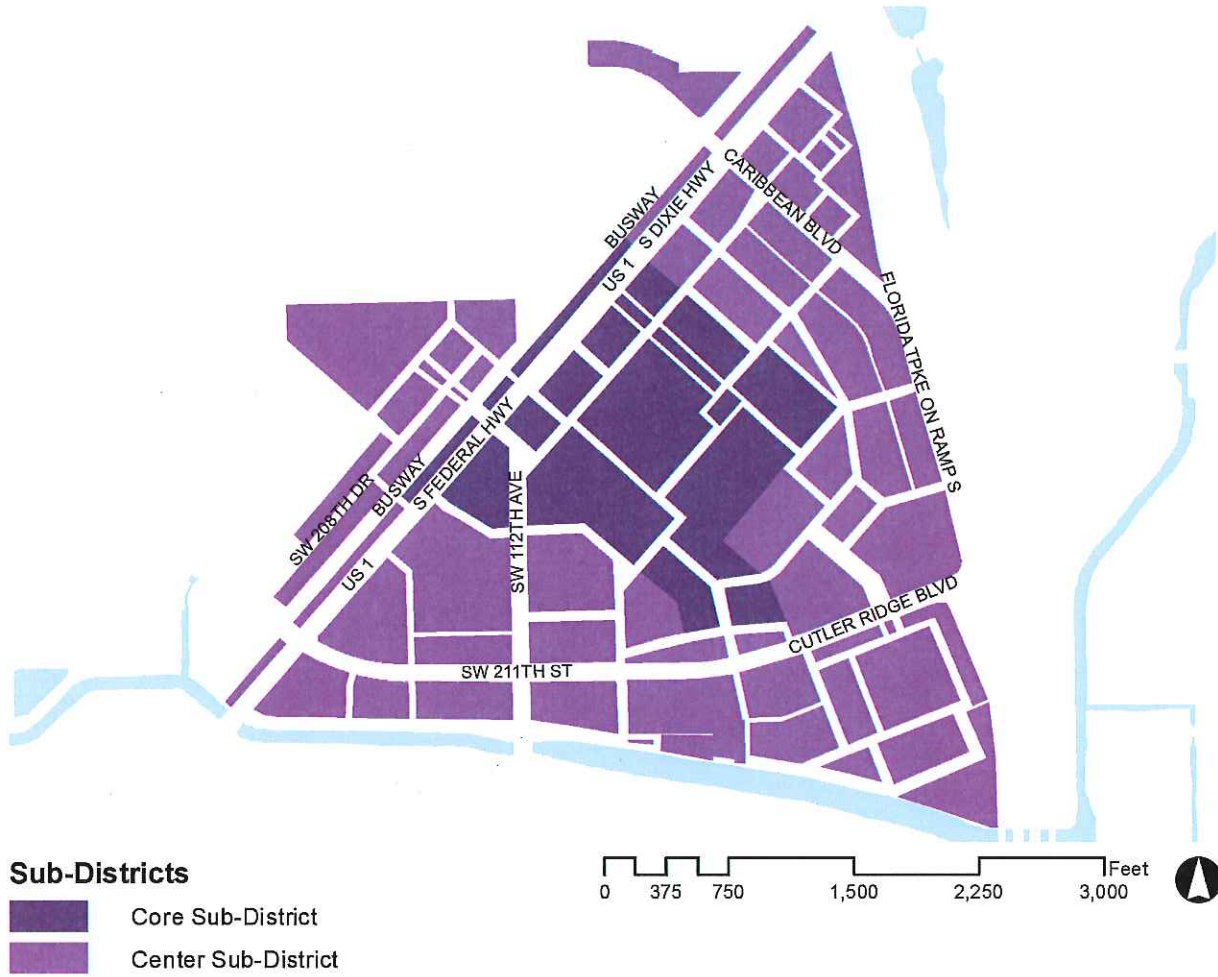 CARIBBEAN BLVD
BUSWAY
US 1 S DIXIE HWY
FLORIDA TPKE ON RAMP S
S FEDERAL HWY
BUSWAY
SW 208TH DR
US 1
SW 112TH AVE
CUTLER RIDGE BLVD
SW 211TH ST
Sub-Districts
Core Sub-District
Center Sub-District
Feet
0 375 750 1,500 2,250 3,000